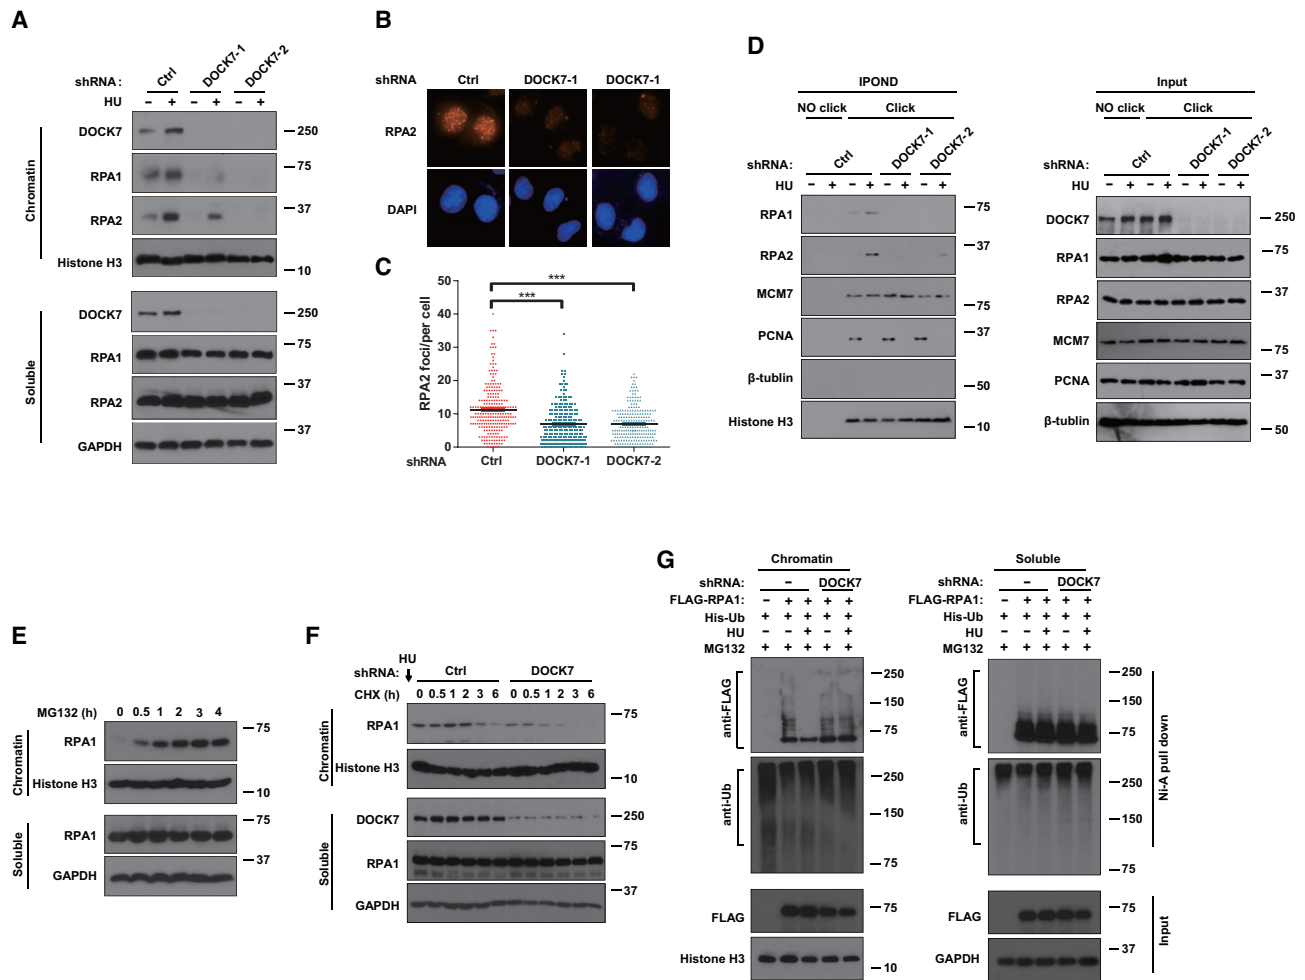 A
shRNA: Ctrl DOCK7-1 DOCK7-2
HU – + – + – +
Chromatin
DOCK7 250
RPA1 75
RPA2 37
Histone H3 10
Soluble
DOCK7 250
RPA1 75
RPA2 37
GAPDH 37
B
shRNA Ctrl DOCK7-1 DOCK7-1
RPA2
DAPI
C
RPA2 foci/per cell
50
40
30
20
10
0
***
***
shRNA Ctrl DOCK7-1 DOCK7-2
D
IPOND
NO click Click
shRNA: Ctrl DOCK7-1 DOCK7-2
HU – + – + – + – +
RPA1 75
RPA2 37
MCM7 75
PCNA 37
β-tublin 50
Histone H3 10
Input
NO click Click
shRNA: Ctrl DOCK7-1 DOCK7-2
HU – + – + – + – +
DOCK7 250
RPA1 75
RPA2 37
MCM7 75
PCNA 37
β-tublin 50
E
MG132 (h) 0 0.5 1 2 3 4
Chromatin
RPA1 75
Histone H3 10
Soluble
RPA1 75
GAPDH 37
F
HU
shRNA: Ctrl DOCK7
CHX (h) 0 0.5 1 2 3 6 0 0.5 1 2 3 6
Chromatin
RPA1 75
Histone H3 10
Soluble
DOCK7 250
RPA1 75
GAPDH 37
G
Chromatin
shRNA: – DOCK7
FLAG-RPA1: – + + + +
His-Ub + + + + +
HU – – + – +
MG132 + + + + +
anti-FLAG
250
150
75
anti-Ub
250
150
75
FLAG 75
Histone H3 10
Soluble
shRNA: – DOCK7
FLAG-RPA1: – + + + +
His-Ub + + + + +
HU – – + – +
MG132 + + + + +
anti-FLAG
250
150
75
anti-Ub
250
150
75
Ni-A pull down
FLAG 75
GAPDH 37
Input